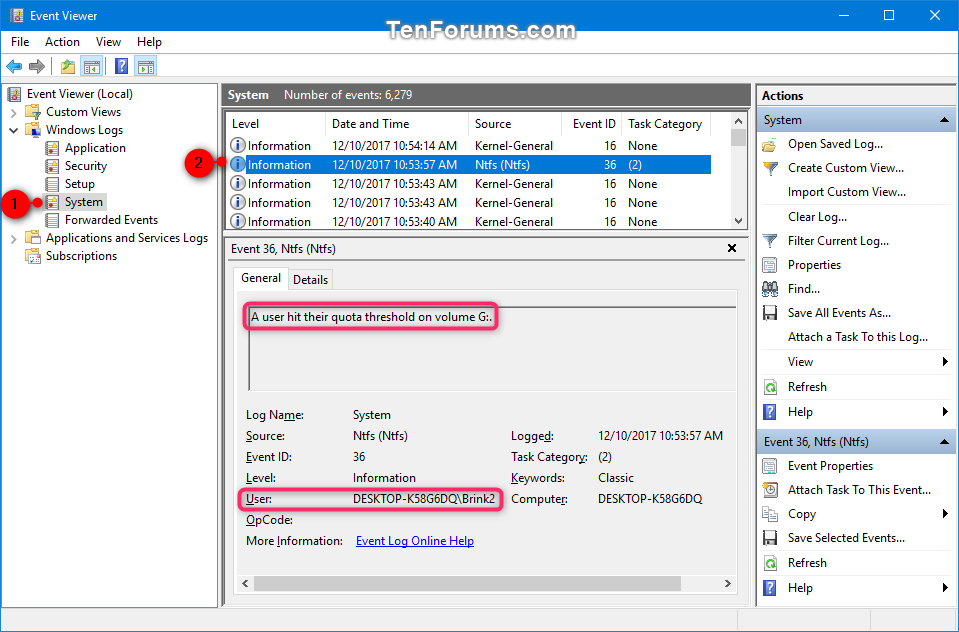 Event Viewer
TenForums.com
File Action View Help
Event Viewer (Local)
Custom Views
Windows Logs
Application
Security
Setup
System
Forwarded Events
Applications and Services Logs
Subscriptions
1
2
System Number of events: 6,279
Level Date and Time Source Event ID Task Category
Information 12/10/2017 10:54:14 AM Kernel-General 16 None
Information 12/10/2017 10:53:57 AM Ntfs (Ntfs) 36 (2)
Information 12/10/2017 10:53:43 AM Kernel-General 16 None
Information 12/10/2017 10:53:43 AM Kernel-General 16 None
Information 12/10/2017 10:53:40 AM Kernel-General 16 None
Event 36, Ntfs (Ntfs)
General Details
A user hit their quota threshold on volume G:.
Log Name: System
Source: Ntfs (Ntfs) Logged: 12/10/2017 10:53:57 AM
Event ID: 36 Task Category: (2)
Level: Information Keywords: Classic
User: DESKTOP-K58G6DQ\Brink2 Computer: DESKTOP-K58G6DQ
OpCode:
More Information: Event Log Online Help
Actions
System
Open Saved Log...
Create Custom View...
Import Custom View...
Clear Log...
Filter Current Log...
Properties
Find...
Save All Events As...
Attach a Task To this Log...
View
Refresh
Help
Event 36, Ntfs (Ntfs)
Event Properties
Attach Task To This Event...
Copy
Save Selected Events...
Refresh
Help